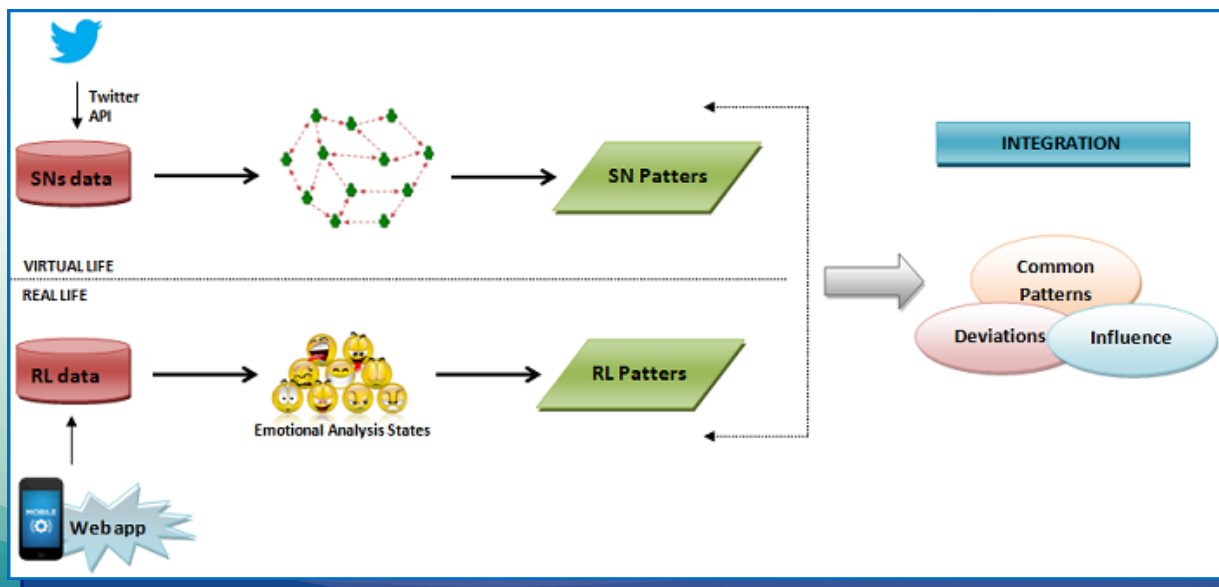 Twitter
API
SNs data
SN Patters
VIRTUAL LIFE
REAL LIFE
RL data
Emotional Analysis States
RL Patters
MOBILE
Web app
INTEGRATION
Common
Patterns
Deviations
Influence